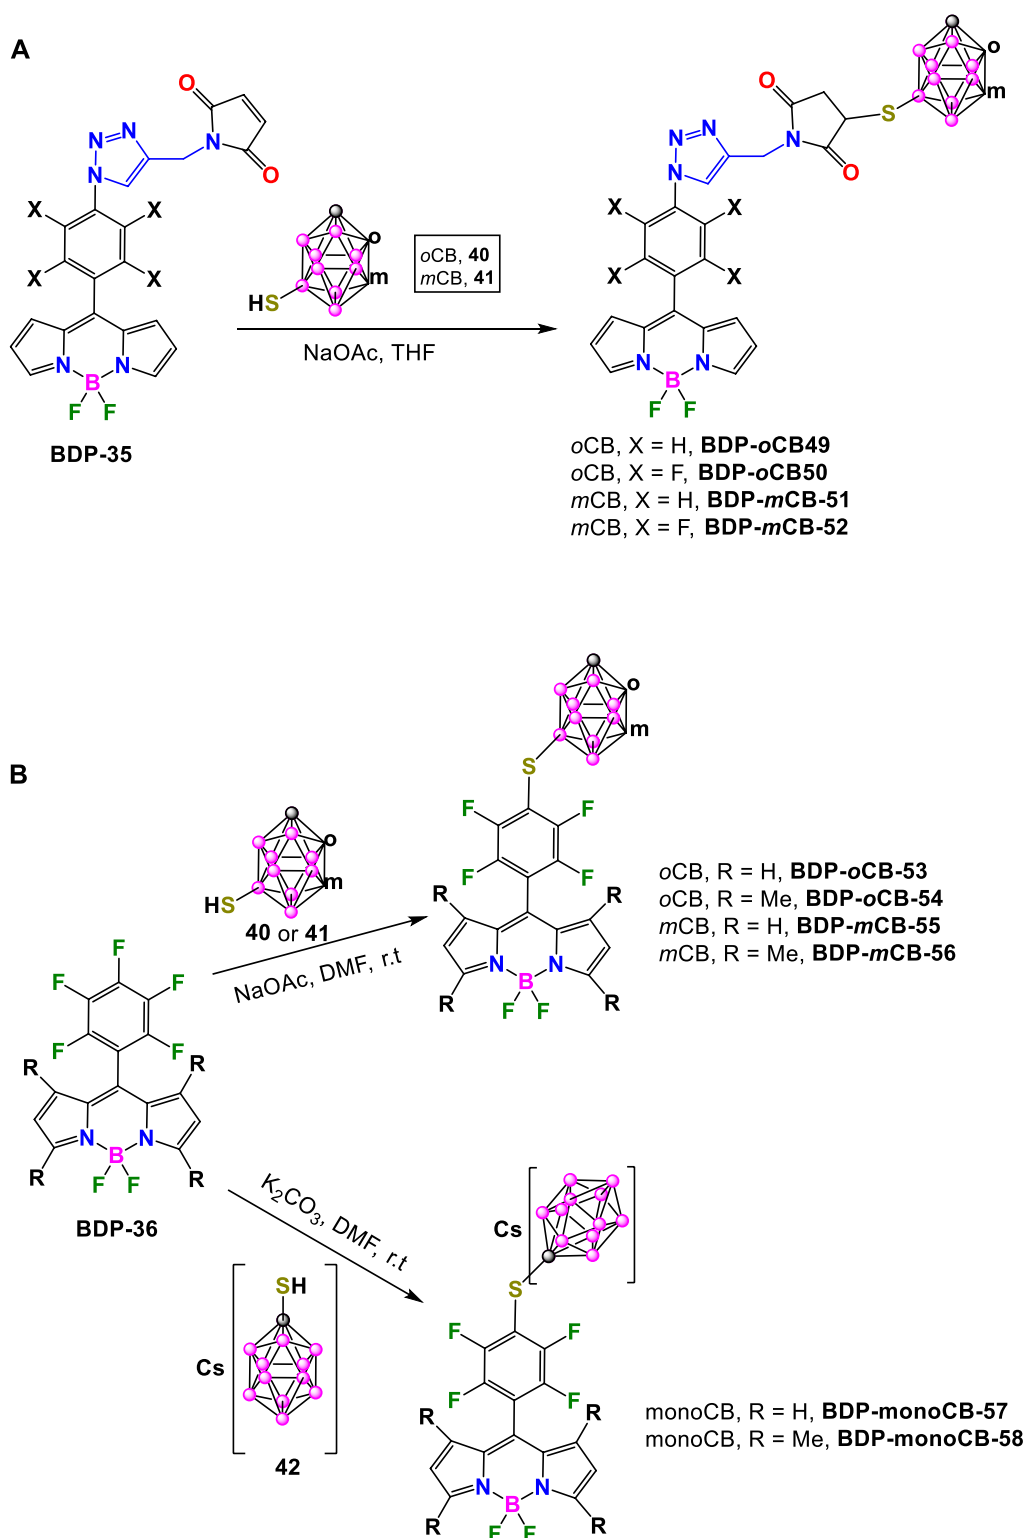 A
O
N
N
N
N
O
X
X
X
X
N
N
B
F
F
BDP-35
o
m
HS
oCB, 40
mCB, 41
NaOAc, THF
o
m
S
O
N
N
N
N
O
X
X
X
X
N
N
B
F
F
oCB, X = H, BDP-oCB49
oCB, X = F, BDP-oCB50
mCB, X = H, BDP-mCB-51
mCB, X = F, BDP-mCB-52
B
F
F
F
F
F
R
R
N
N
B
R
R
F
F
BDP-36
o
m
HS
40 or 41
NaOAc, DMF, r.t
o
m
S
F
F
F
F
R
R
N
N
B
R
R
F
F
oCB, R = H, BDP-oCB-53
oCB, R = Me, BDP-oCB-54
mCB, R = H, BDP-mCB-55
mCB, R = Me, BDP-mCB-56
K2CO3, DMF, r.t
SH
Cs
42
Cs
S
F
F
F
F
R
R
N
N
B
R
R
F
F
monoCB, R = H, BDP-monoCB-57
monoCB, R = Me, BDP-monoCB-58